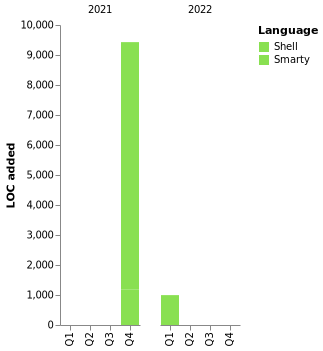 2021 2022
Language
Shell
Smarty
LOC added
10,000
9,000
8,000
7,000
6,000
5,000
4,000
3,000
2,000
1,000
0
Q1 Q2 Q3 Q4 Q1 Q2 Q3 Q4